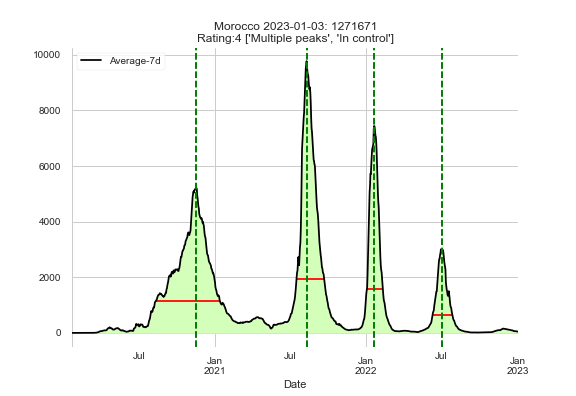 Morocco 2023-01-03: 1271671
Rating:4 ['Multiple peaks', 'In control']
Average-7d
10000
8000
6000
4000
2000
0
Jul
Jan
2021
Jul
Jan
2022
Jul
Jan
2023
Date